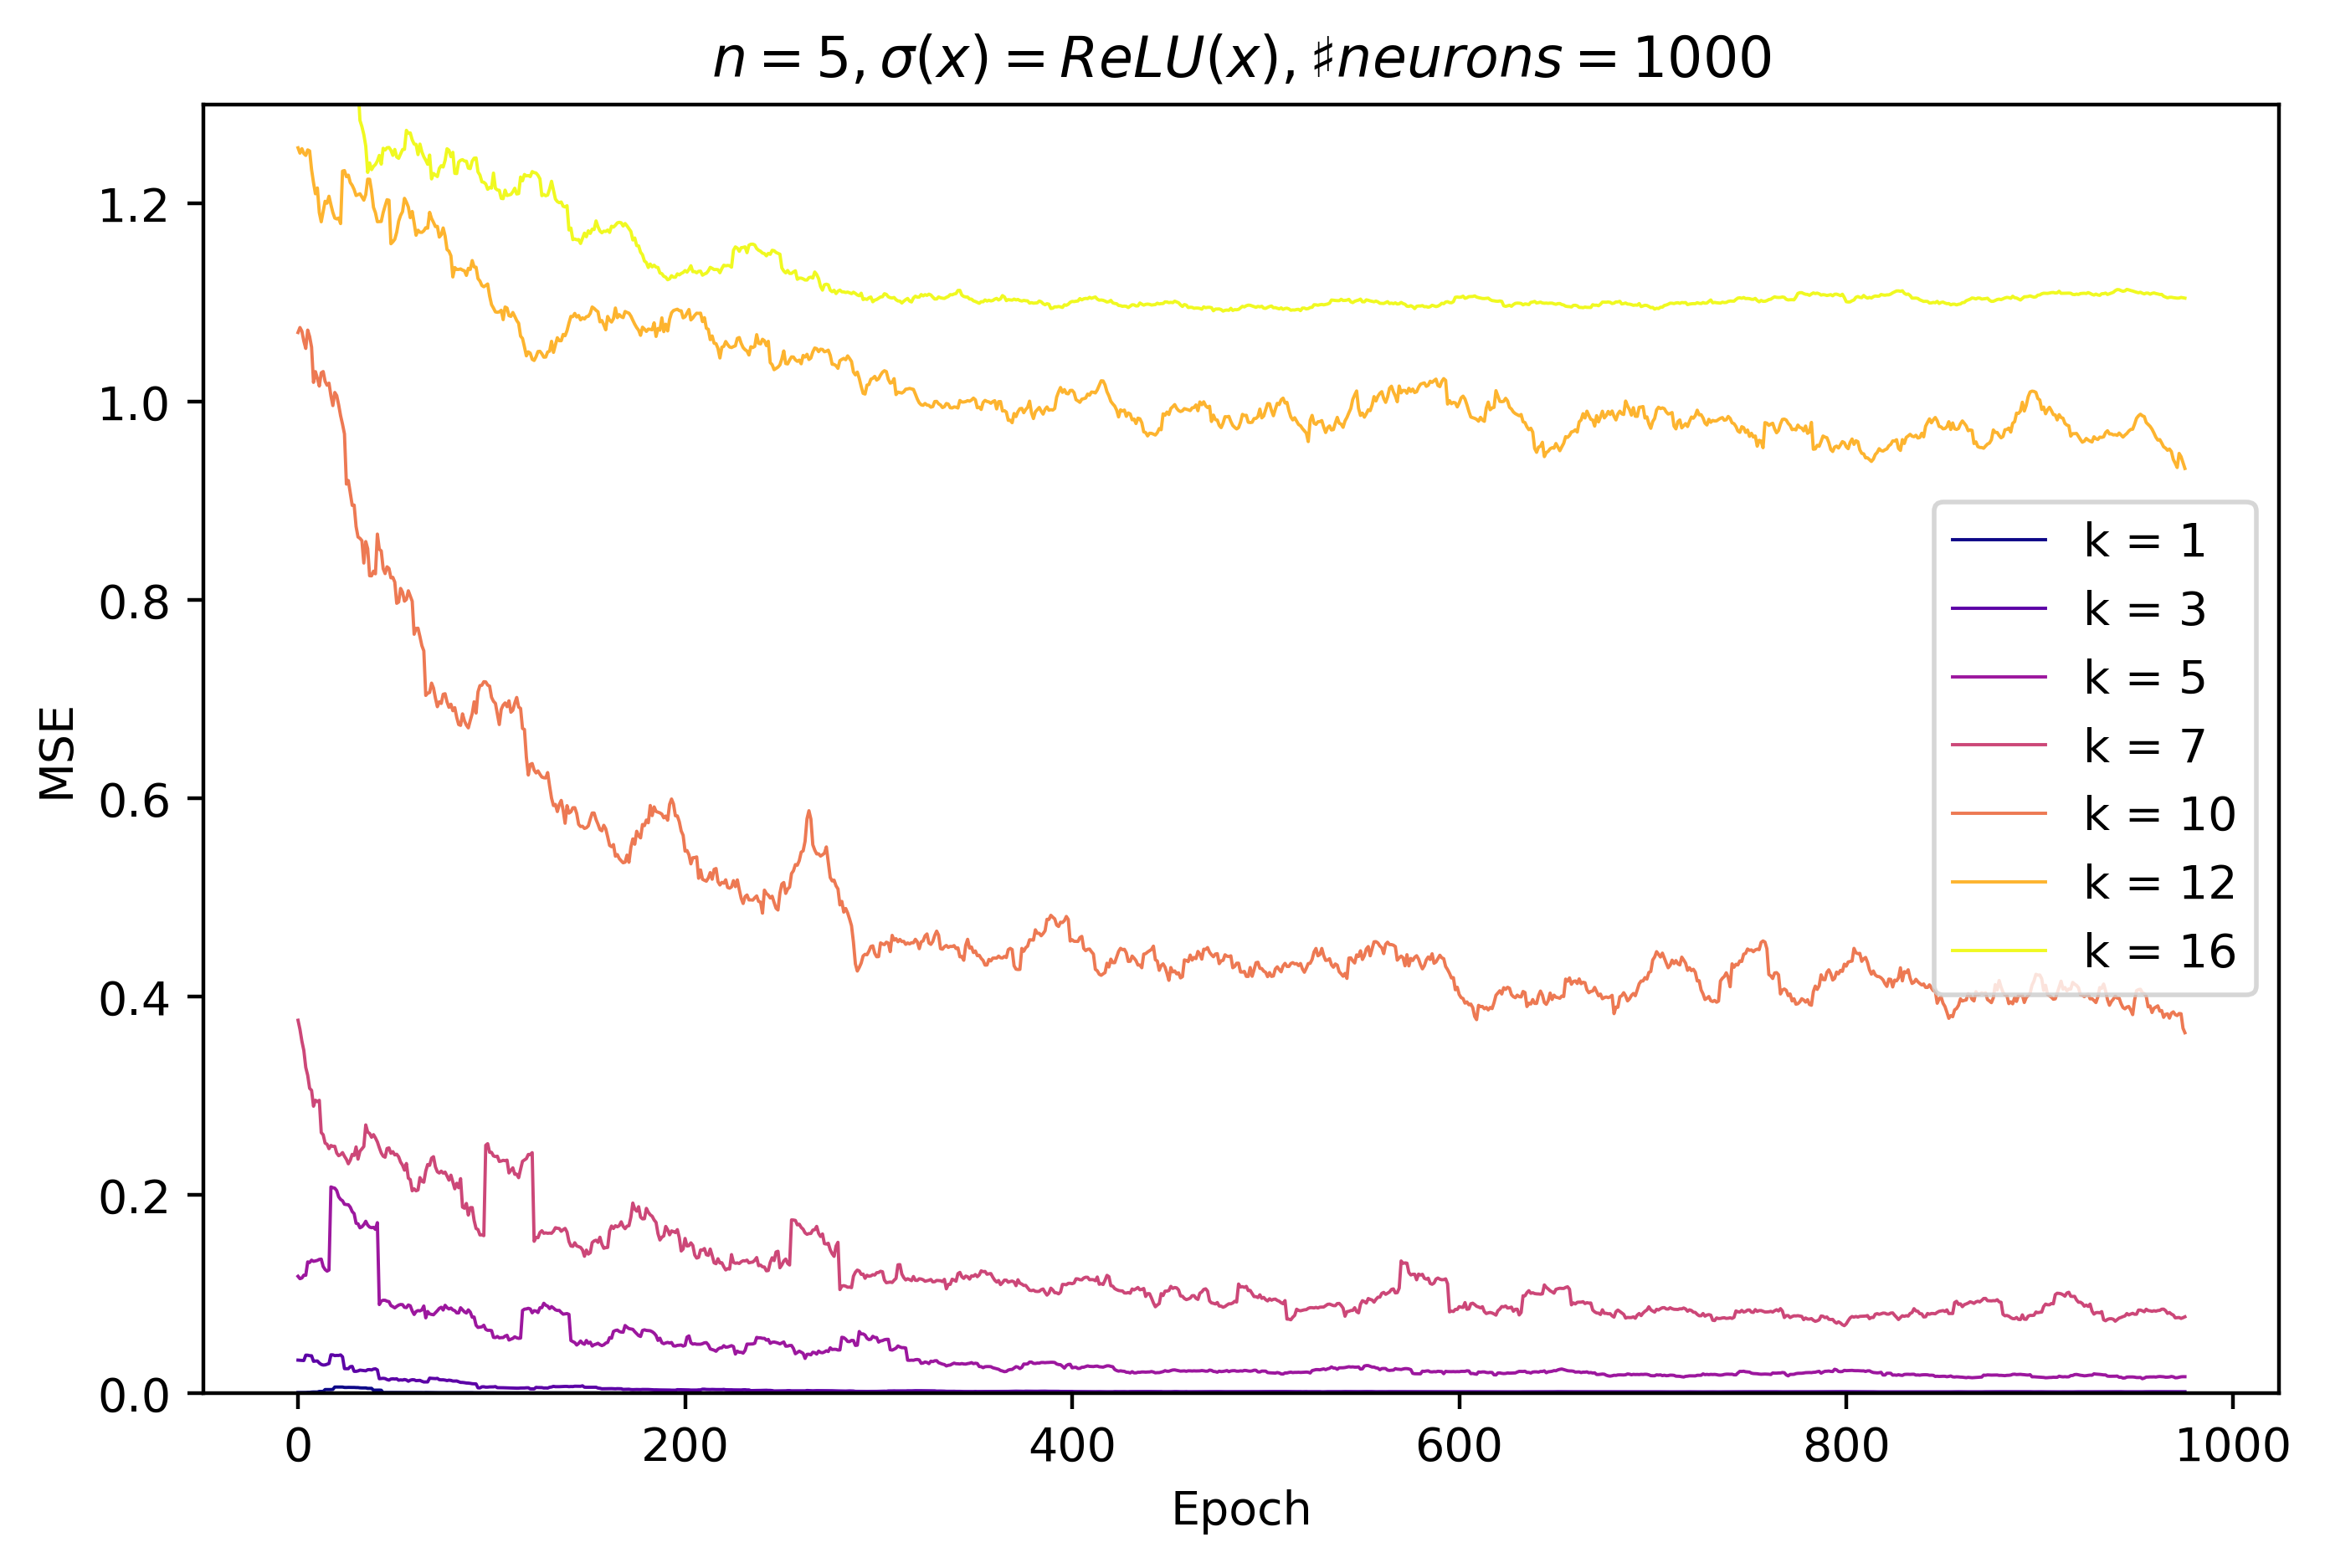 n = 5, σ(x) = ReLU(x), ♯neurons = 1000
MSE
1.2
1.0
0.8
0.6
0.4
0.2
0.0
k = 1
k = 3
k = 5
k = 7
k = 10
k = 12
k = 16
0 200 400 600 800 1000
Epoch